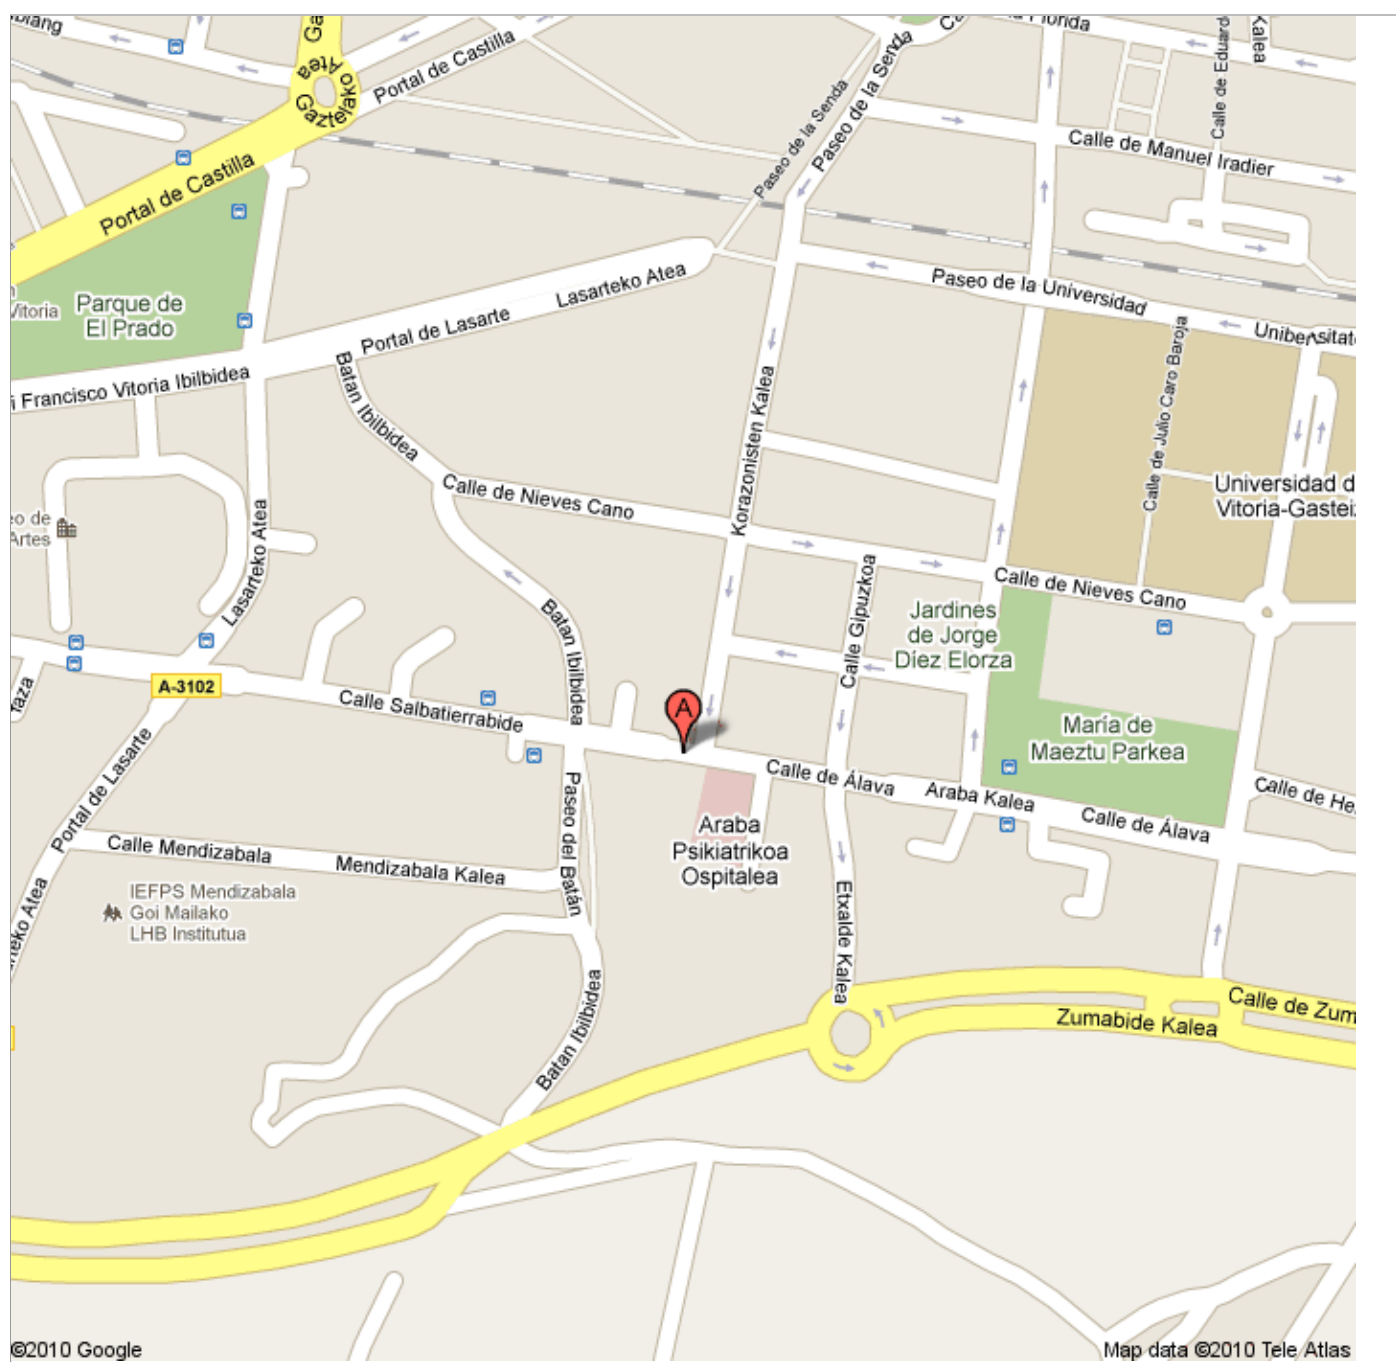 Portal de Castilla
Gaztelako Atea
Portal de Castilla
Paseo de la Senda
Paseo de la Senda
Calle de Manuel Iradier
Kalea
Parque de
El Prado
Vitoria
Portal de Lasarte
Lasarteko Atea
Paseo de la Universidad
Francisco Vitoria Ibilbidea
Batan Ibilbidea
Korazonisten Kalea
Calle de Julio Caro Baroja
Universidad d
Vitoria-Gasteiz
Calle de Nieves Cano
Calle de Nieves Cano
Artes
Lasarteko Atea
Batan Ibilbidea
Calle Gipuzkoa
Jardines
de Jorge
Díez Elorza
A-3102
Calle Salbatierrabide
A
María de
Maeztu Parkea
Calle de Álava
Araba Kalea
Calle de Álava
Calle de He
Portal de Lasarte
Paseo del Batán
Araba
Psikiatrikoa
Ospitalea
Calle Mendizabala
Mendizabala Kalea
IEFPS Mendizabala
Goi Mailako
LHB Institutua
Etxalde Kalea
Batan Ibilbidea
Calle de Zum
Zumabide Kalea
©2010 Google
Map data ©2010 Tele Atlas